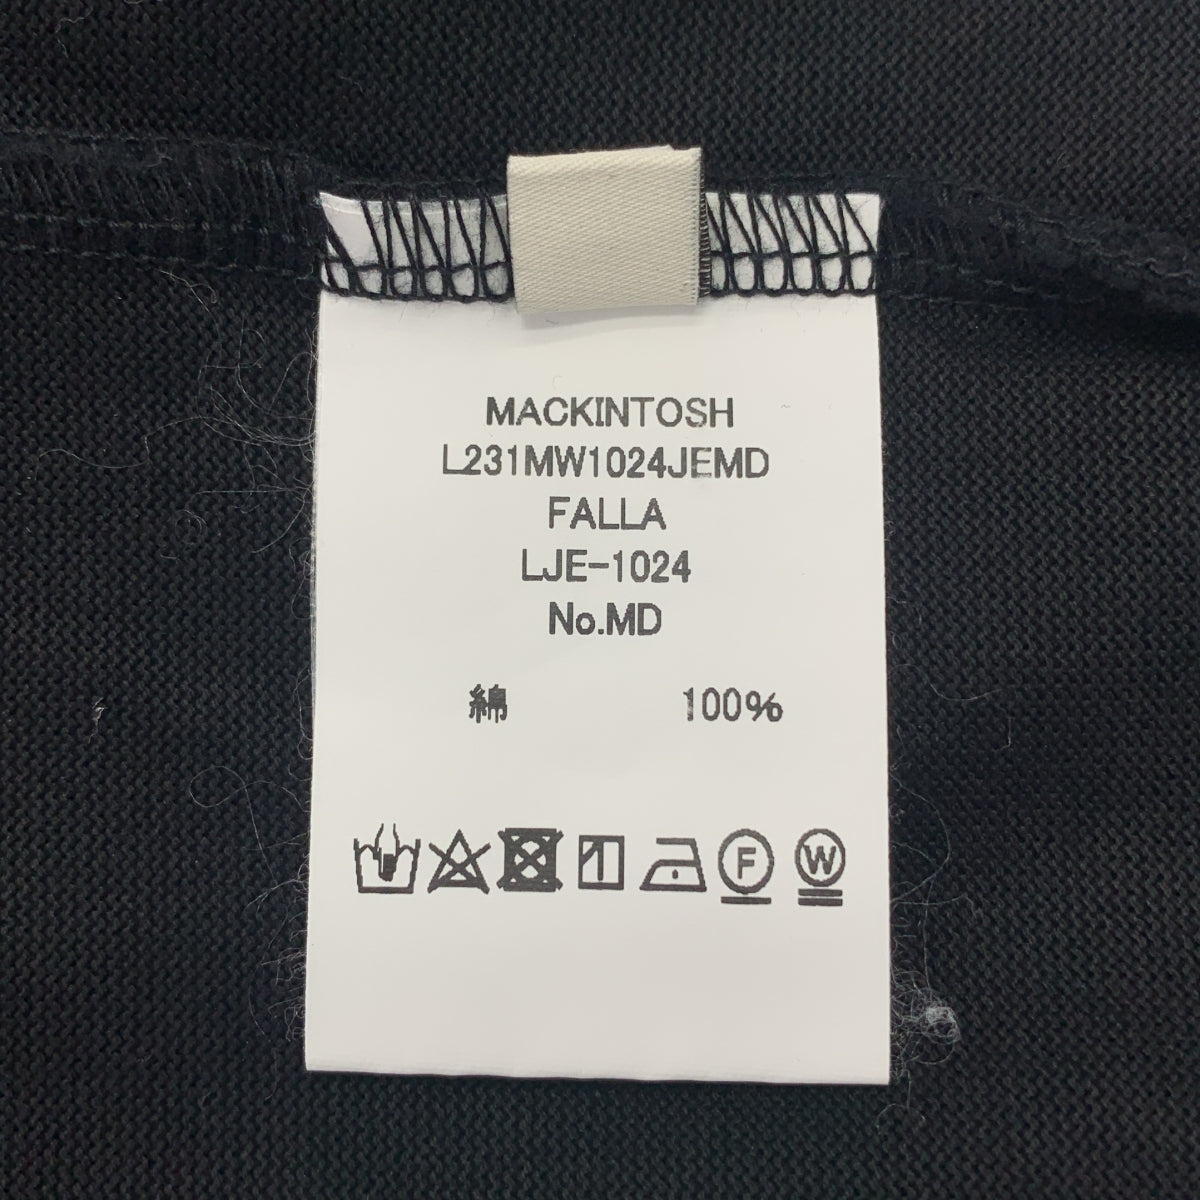 MACKINTOSH
L231MW1024JEMD
FALLA
LJE-1024
No.MD
綿 100%
F W